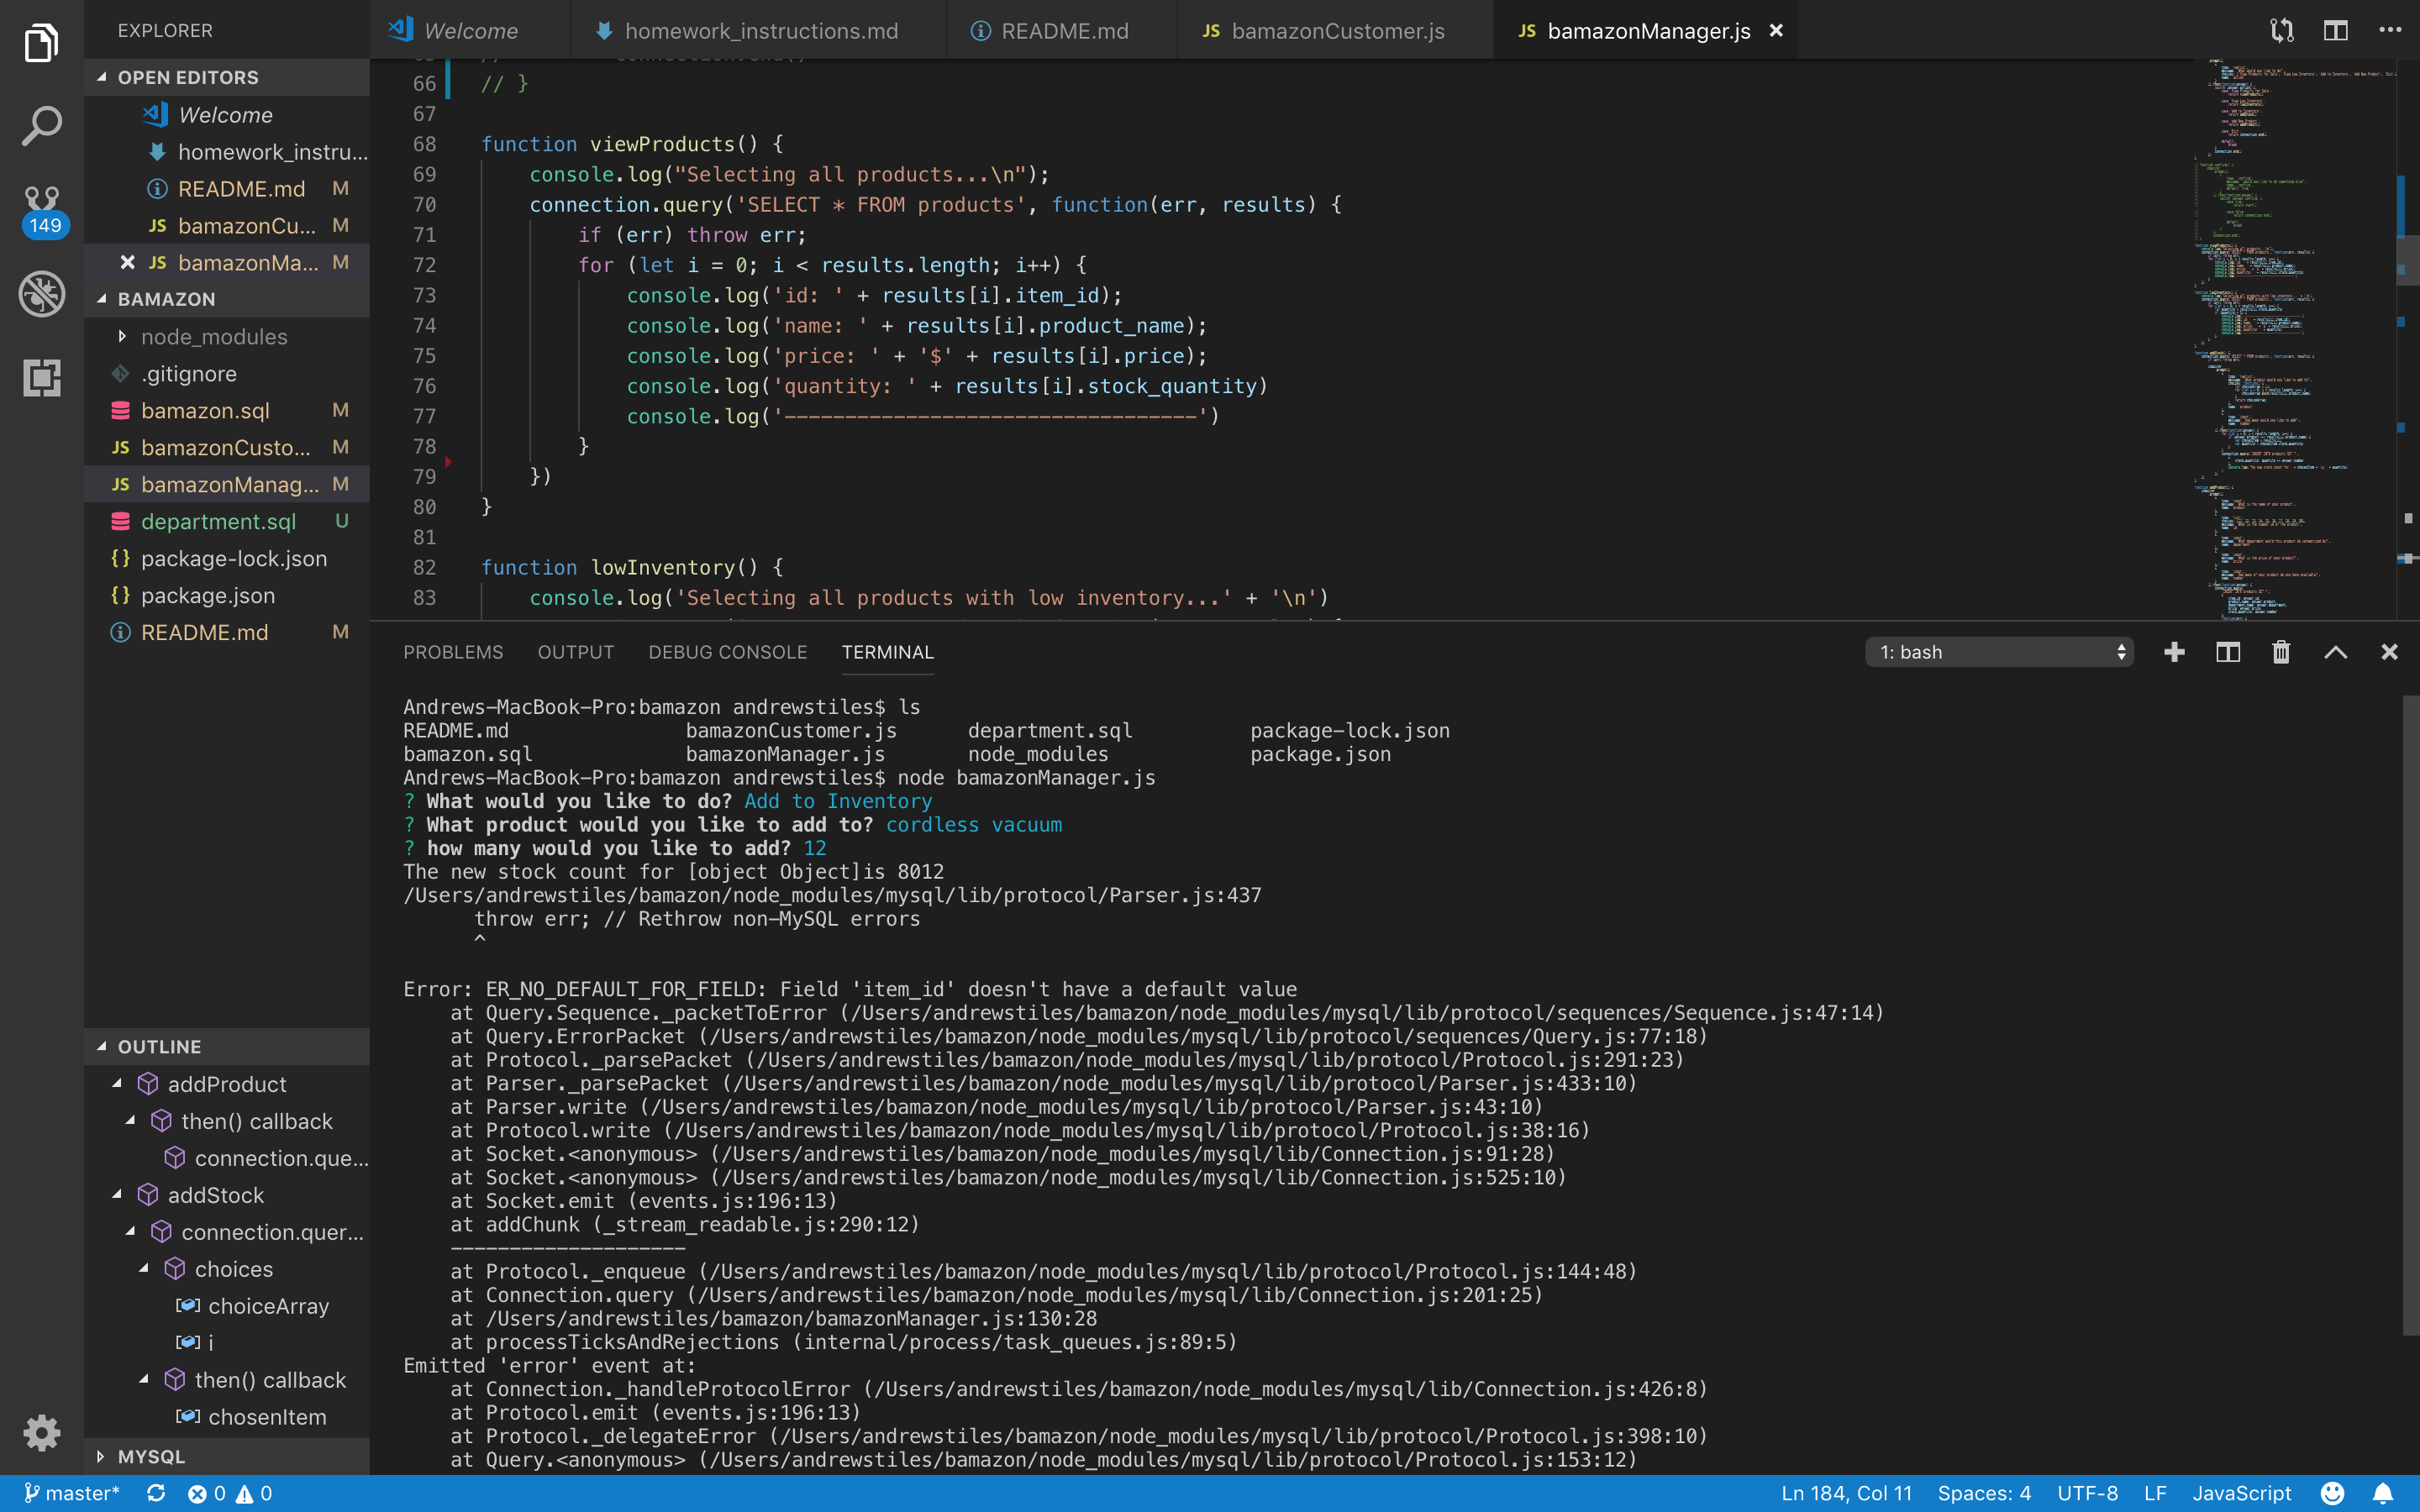 EXPLORER
Welcome
homework_instructions.md
README.md
JS bamazonCustomer.js
JS bamazonManager.js
OPEN EDITORS
Welcome
homework_instru...
README.md M
JS bamazonCu... M
JS bamazonMa... M
149
BAMAZON
node_modules
.gitignore
bamazon.sql M
JS bamazonCusto... M
JS bamazonManag... M
department.sql U
{} package-lock.json
{} package.json
README.md M
OUTLINE
addProduct
then() callback
connection.que...
addStock
connection.quer...
choices
choiceArray
i
then() callback
chosenItem
MYSQL
66 // }
67
68 function viewProducts() {
69 console.log("Selecting all products...\n");
70 connection.query('SELECT * FROM products', function(err, results) {
71 if (err) throw err;
72 for (let i = 0; i < results.length; i++) {
73 console.log('id: ' + results[i].item_id);
74 console.log('name: ' + results[i].product_name);
75 console.log('price: ' + '$' + results[i].price);
76 console.log('quantity: ' + results[i].stock_quantity)
77 console.log('----------------------------------')
78 }
79 })
80 }
81
82 function lowInventory() {
83 console.log('Selecting all products with low inventory...' + '\n')
PROBLEMS OUTPUT DEBUG CONSOLE TERMINAL
1: bash
Andrews-MacBook-Pro:bamazon andrewstiles$ ls
README.md bamazonCustomer.js department.sql package-lock.json
bamazon.sql bamazonManager.js node_modules package.json
Andrews-MacBook-Pro:bamazon andrewstiles$ node bamazonManager.js
? What would you like to do? Add to Inventory
? What product would you like to add to? cordless vacuum
? how many would you like to add? 12
The new stock count for [object Object]is 8012
/Users/andrewstiles/bamazon/node_modules/mysql/lib/protocol/Parser.js:437
throw err; // Rethrow non-MySQL errors
^
Error: ER_NO_DEFAULT_FOR_FIELD: Field 'item_id' doesn't have a default value
at Query.Sequence._packetToError (/Users/andrewstiles/bamazon/node_modules/mysql/lib/protocol/sequences/Sequence.js:47:14)
at Query.ErrorPacket (/Users/andrewstiles/bamazon/node_modules/mysql/lib/protocol/sequences/Query.js:77:18)
at Protocol._parsePacket (/Users/andrewstiles/bamazon/node_modules/mysql/lib/protocol/Protocol.js:291:23)
at Parser._parsePacket (/Users/andrewstiles/bamazon/node_modules/mysql/lib/protocol/Parser.js:433:10)
at Parser.write (/Users/andrewstiles/bamazon/node_modules/mysql/lib/protocol/Parser.js:43:10)
at Protocol.write (/Users/andrewstiles/bamazon/node_modules/mysql/lib/protocol/Protocol.js:38:16)
at Socket.<anonymous> (/Users/andrewstiles/bamazon/node_modules/mysql/lib/Connection.js:91:28)
at Socket.<anonymous> (/Users/andrewstiles/bamazon/node_modules/mysql/lib/Connection.js:525:10)
at Socket.emit (events.js:196:13)
at addChunk (_stream_readable.js:290:12)
--------------------
at Protocol._enqueue (/Users/andrewstiles/bamazon/node_modules/mysql/lib/protocol/Protocol.js:144:48)
at Connection.query (/Users/andrewstiles/bamazon/node_modules/mysql/lib/Connection.js:201:25)
at /Users/andrewstiles/bamazon/bamazonManager.js:130:28
at processTicksAndRejections (internal/process/task_queues.js:89:5)
Emitted 'error' event at:
at Connection._handleProtocolError (/Users/andrewstiles/bamazon/node_modules/mysql/lib/Connection.js:426:8)
at Protocol.emit (events.js:196:13)
at Protocol._delegateError (/Users/andrewstiles/bamazon/node_modules/mysql/lib/protocol/Protocol.js:398:10)
at Query.<anonymous> (/Users/andrewstiles/bamazon/node_modules/mysql/lib/protocol/Protocol.js:153:12)
master* 0 0 Ln 184, Col 11 Spaces: 4 UTF-8 LF JavaScript